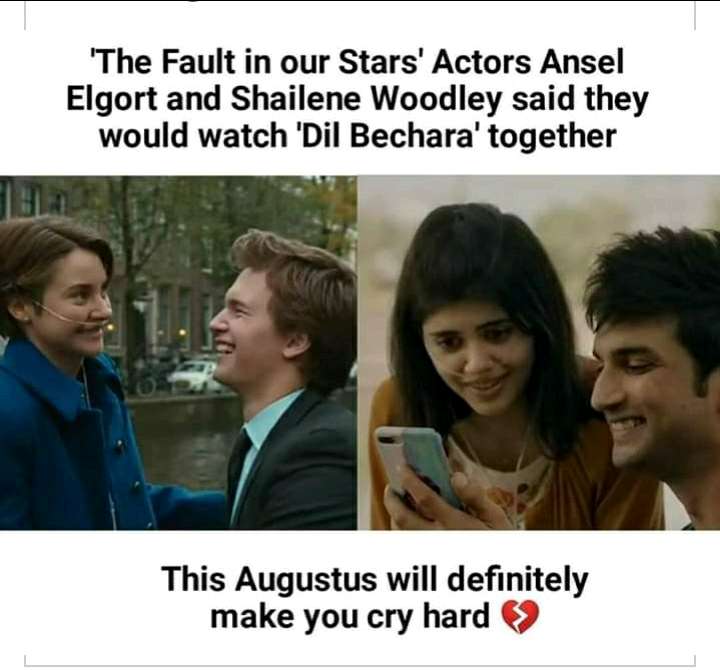 'The Fault in our Stars' Actors Ansel
Elgort and Shailene Woodley said they
would watch 'Dil Bechara' together
This Augustus will definitely
make you cry hard 💔